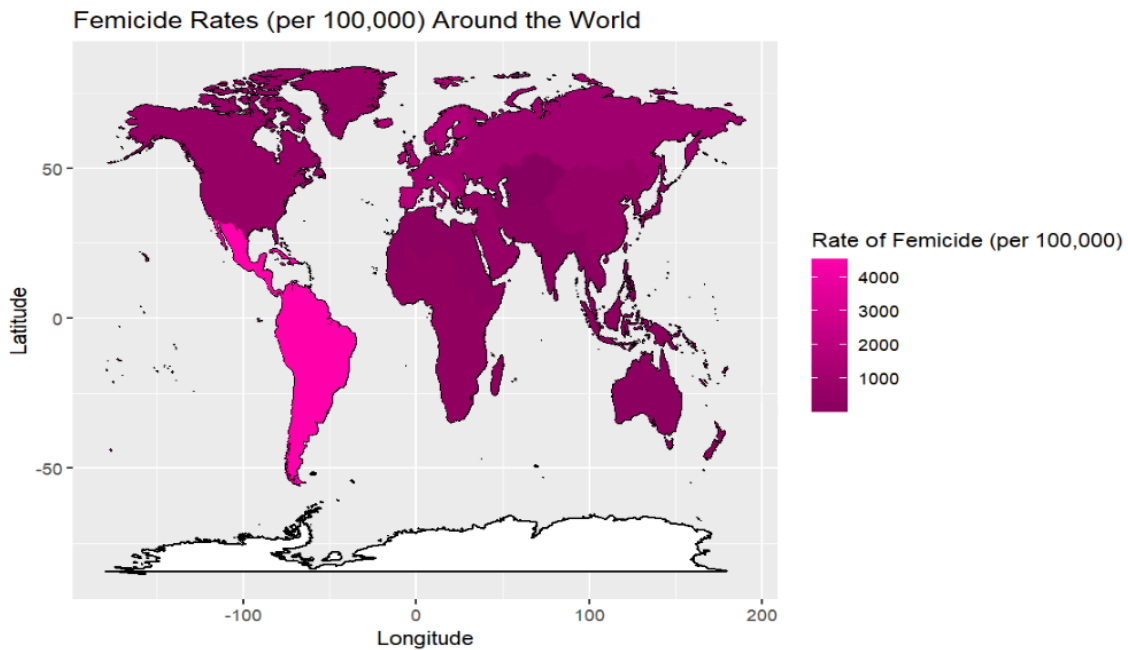 Femicide Rates (per 100,000) Around the World
Latitude
50
0
-50
-100
0
100
200
Longitude
Rate of Femicide (per 100,000)
4000
3000
2000
1000